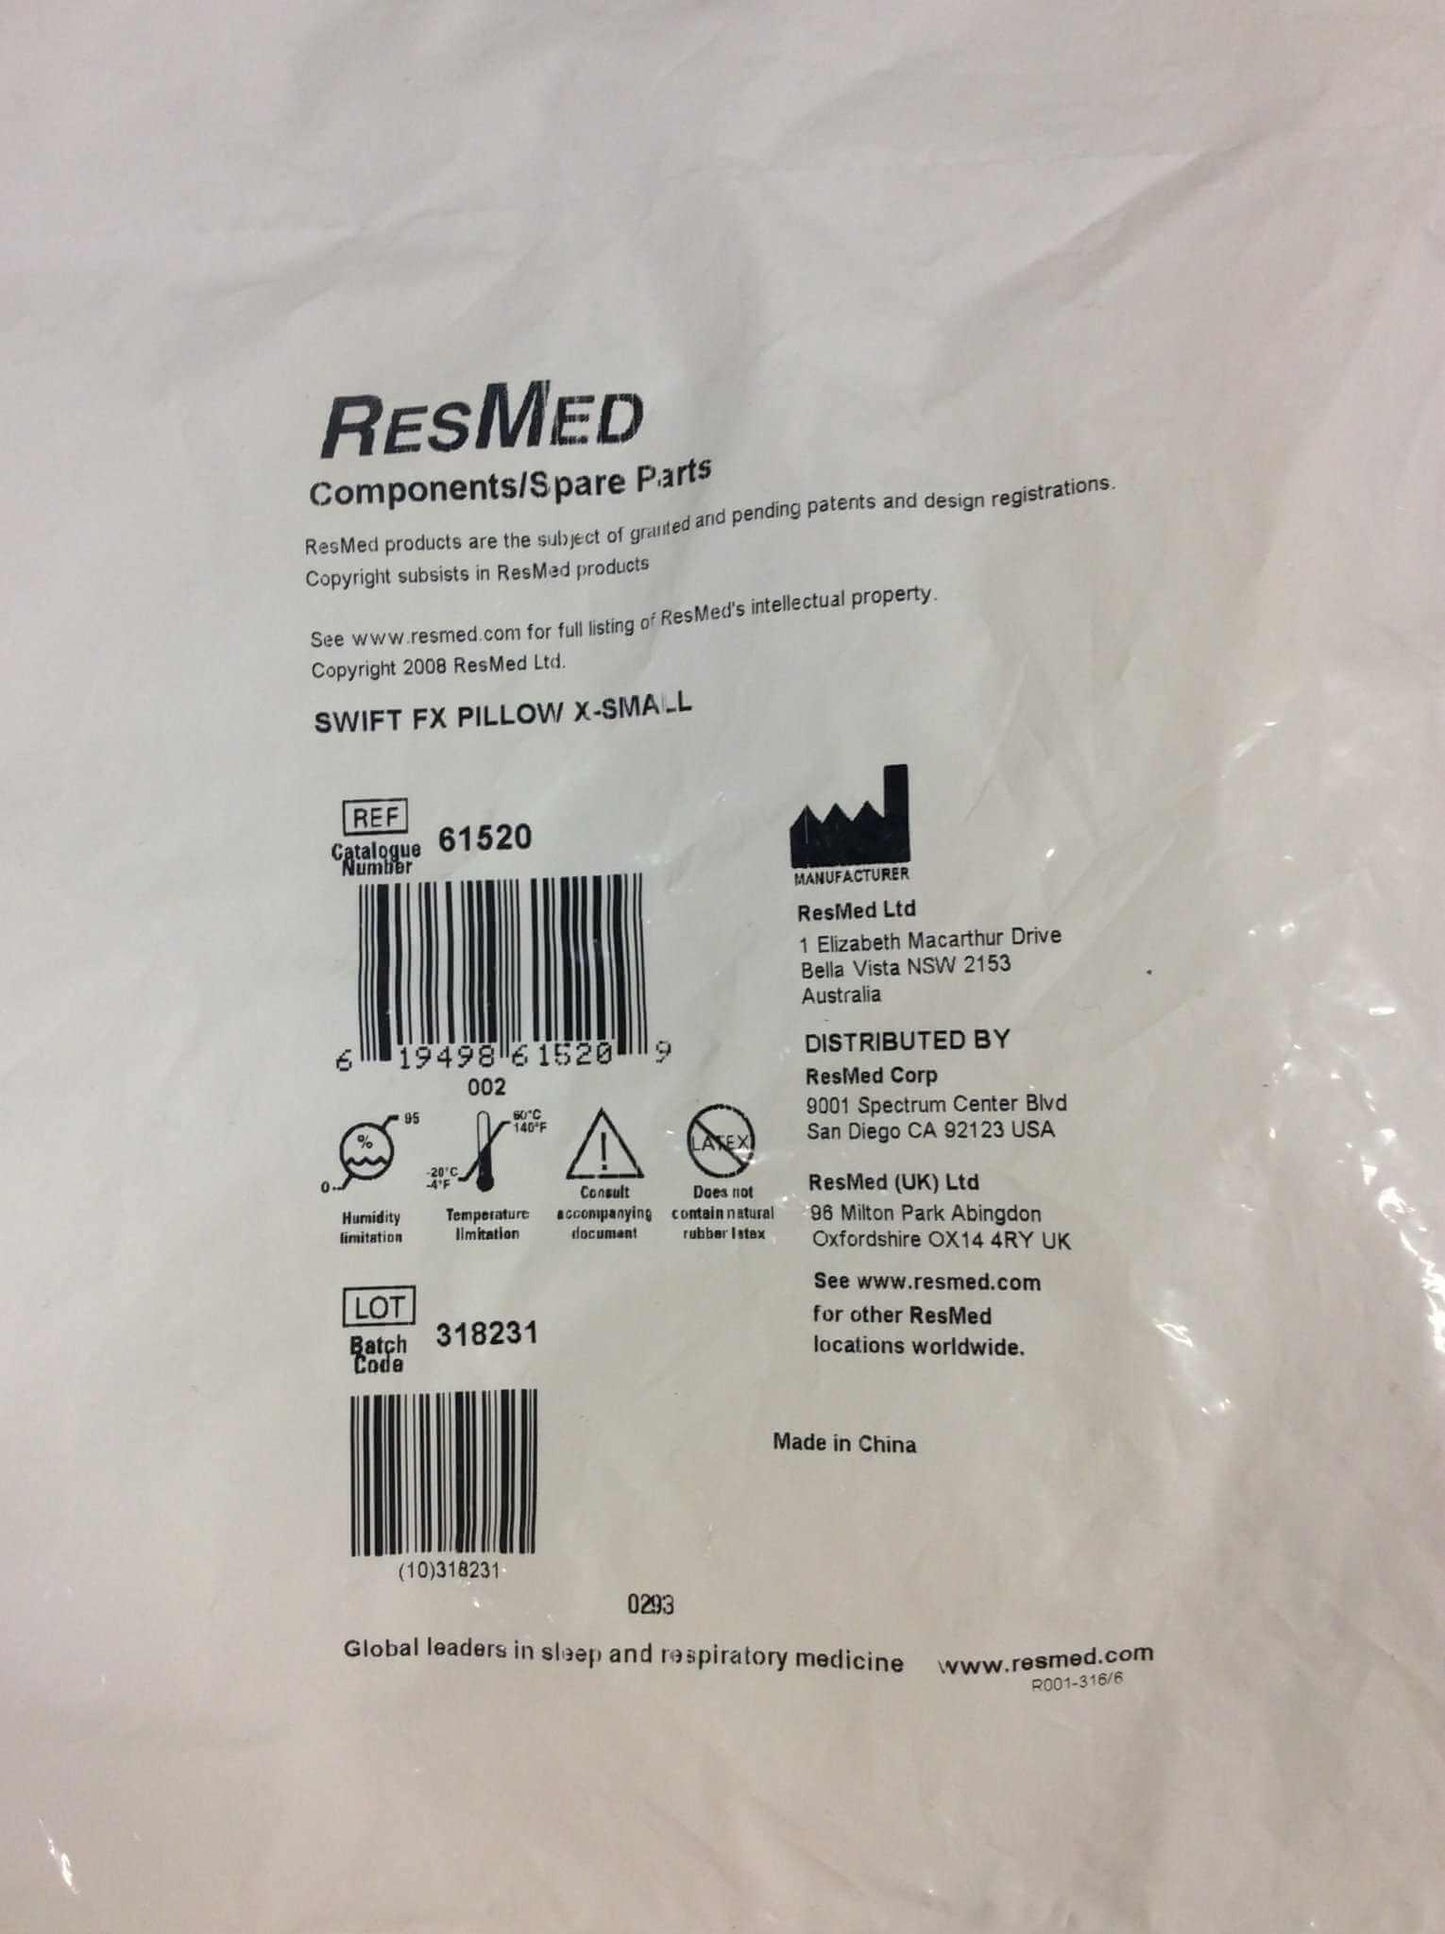 RESMED
Components/Spare Parts
ResMed products are the subject of granted and pending patents and design registrations.
Copyright subsists in ResMed products
See www.resmed.com for full listing of ResMed's intellectual property.
Copyright 2008 ResMed Ltd.
SWIFT FX PILLOW X-SMALL
REF
Catalogue
Number
61520
6 19498 61520 9
002
95
%
0
Humidity
limitation
60°C
140°F
-20°C
-4°F
Temperature
limitation
!
Consult
accompanying
document
LATEX
Does not
contain natural
rubber latex
LOT
Batch
Code
318231
(10)318231
MANUFACTURER
ResMed Ltd
1 Elizabeth Macarthur Drive
Bella Vista NSW 2153
Australia
DISTRIBUTED BY
ResMed Corp
9001 Spectrum Center Blvd
San Diego CA 92123 USA
ResMed (UK) Ltd
96 Milton Park Abingdon
Oxfordshire OX14 4RY UK
See www.resmed.com
for other ResMed
locations worldwide.
Made in China
0293
Global leaders in sleep and respiratory medicine www.resmed.com
R001-316/6